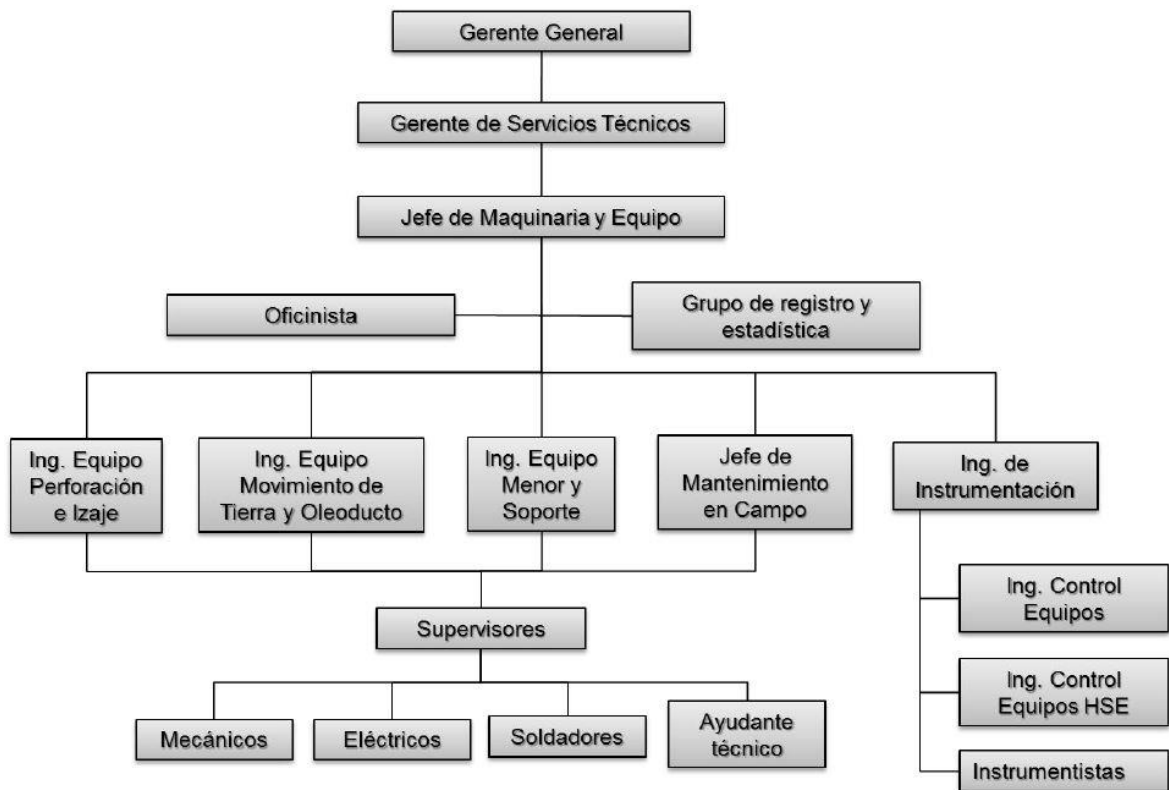 Gerente General
Gerente de Servicios Técnicos
Jefe de Maquinaria y Equipo
Oficinista
Grupo de registro y
estadística
Ing. Equipo
Perforación
e Izaje
Ing. Equipo
Movimiento de
Tierra y Oleoducto
Ing. Equipo
Menor y
Soporte
Jefe de
Mantenimiento
en Campo
Ing. de
Instrumentación
Ing. Control
Equipos
Ing. Control
Equipos HSE
Instrumentistas
Supervisores
Mecánicos
Eléctricos
Soldadores
Ayudante
técnico